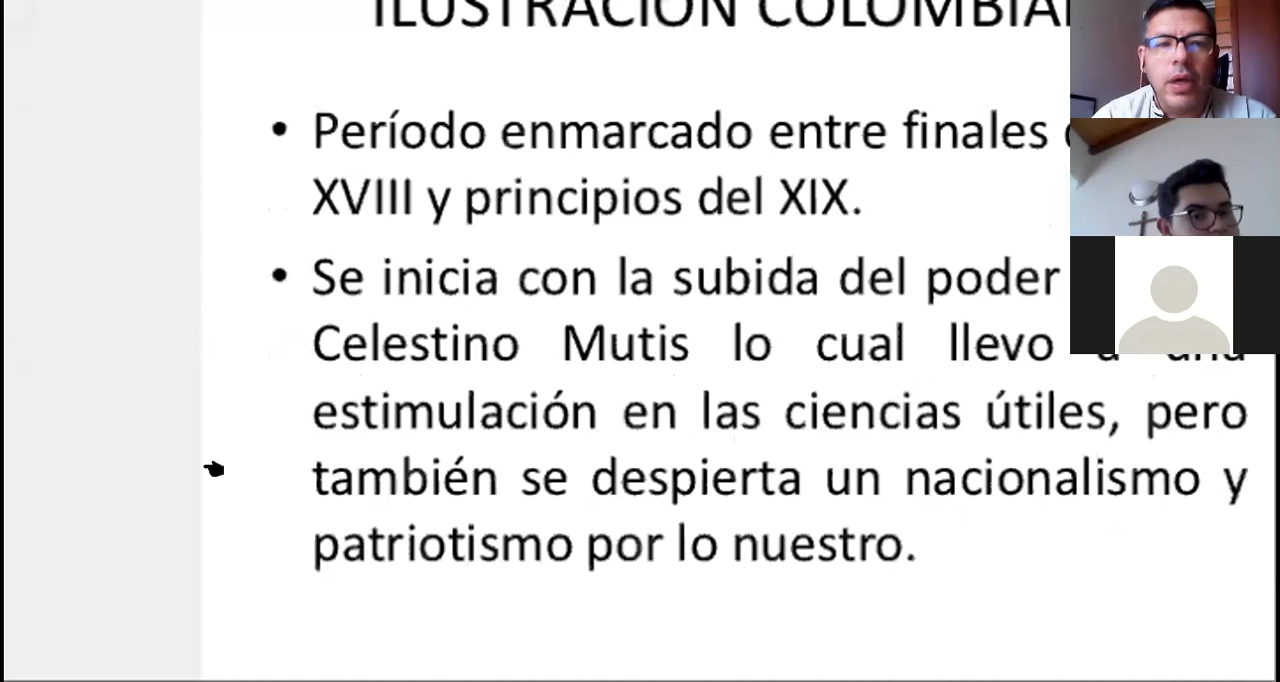 ILUSTRACIÓN
• Período enmarcado entre finales
XVIII y principios del XIX.
• Se inicia con la subida del poder
Celestino Mutis lo cual llevo
estimulación en las ciencias útiles, pero
también se despierta un nacionalismo y
patriotismo por lo nuestro.